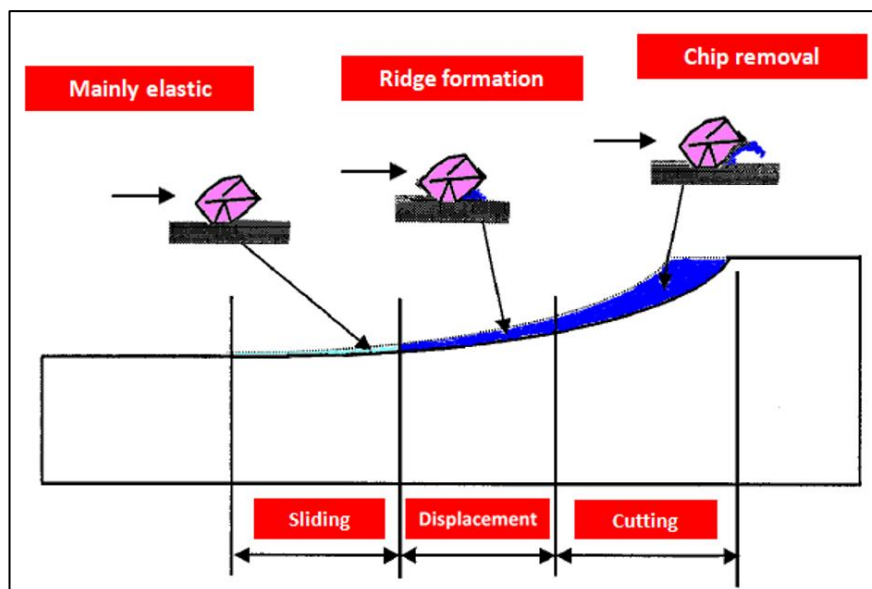 Mainly elastic
Ridge formation
Chip removal
Sliding
Displacement
Cutting